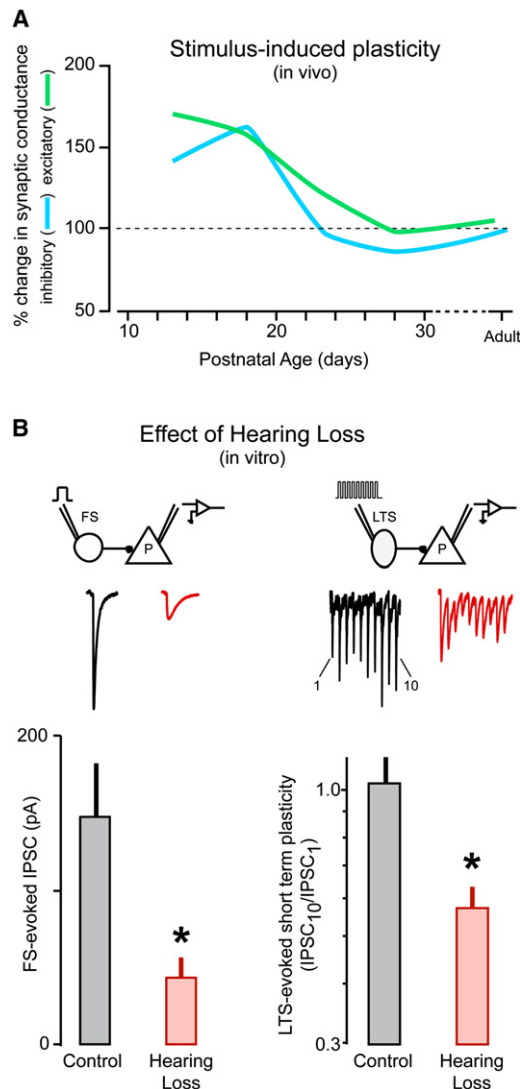 A
Stimulus-induced plasticity
(in vivo)
% change in synaptic conductance
inhibitory (—) excitatory (—)
200
150
100
50
10
20
30
Adult
Postnatal Age (days)
B
Effect of Hearing Loss
(in vitro)
FS
P
LTS
P
1
10
FS-evoked IPSC (pA)
200
0
*
Control
Hearing
Loss
LTS-evoked short term plasticity
(IPSC10/IPSC1)
1.0
0.3
*
Control
Hearing
Loss